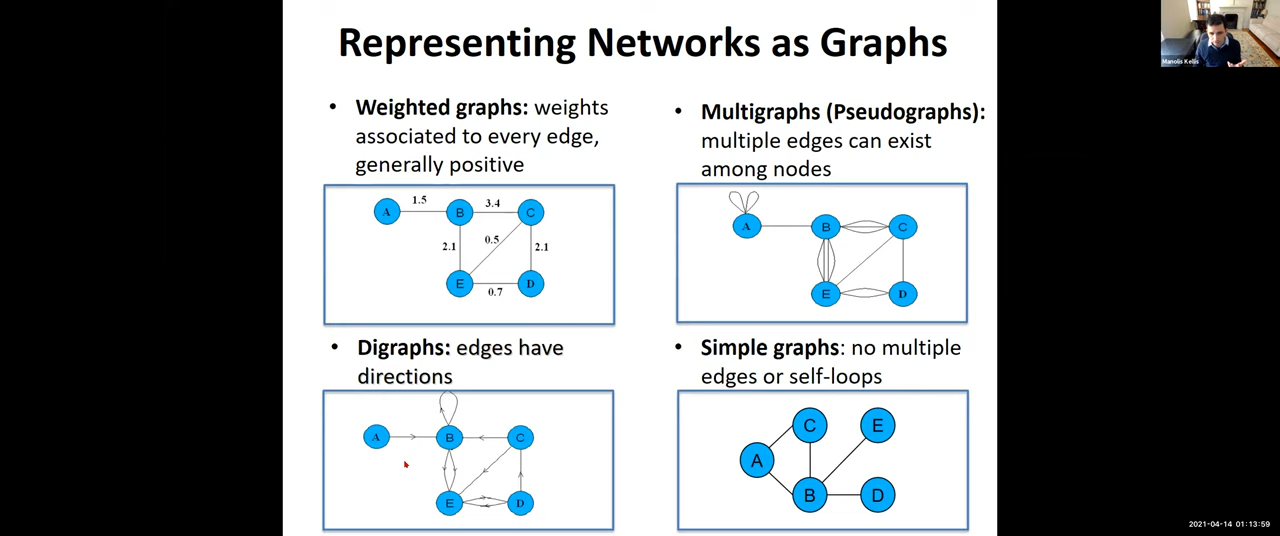 Representing Networks as Graphs
Manolis Kellis
• Weighted graphs: weights
associated to every edge,
generally positive
A 1.5 B 3.4 C
2.1 0.5 2.1
E 0.7 D
• Multigraphs (Pseudographs):
multiple edges can exist
among nodes
A B C
E D
• Digraphs: edges have
directions
A B C
E D
• Simple graphs: no multiple
edges or self-loops
C E
A
B D
2021-04-14 01:13:59